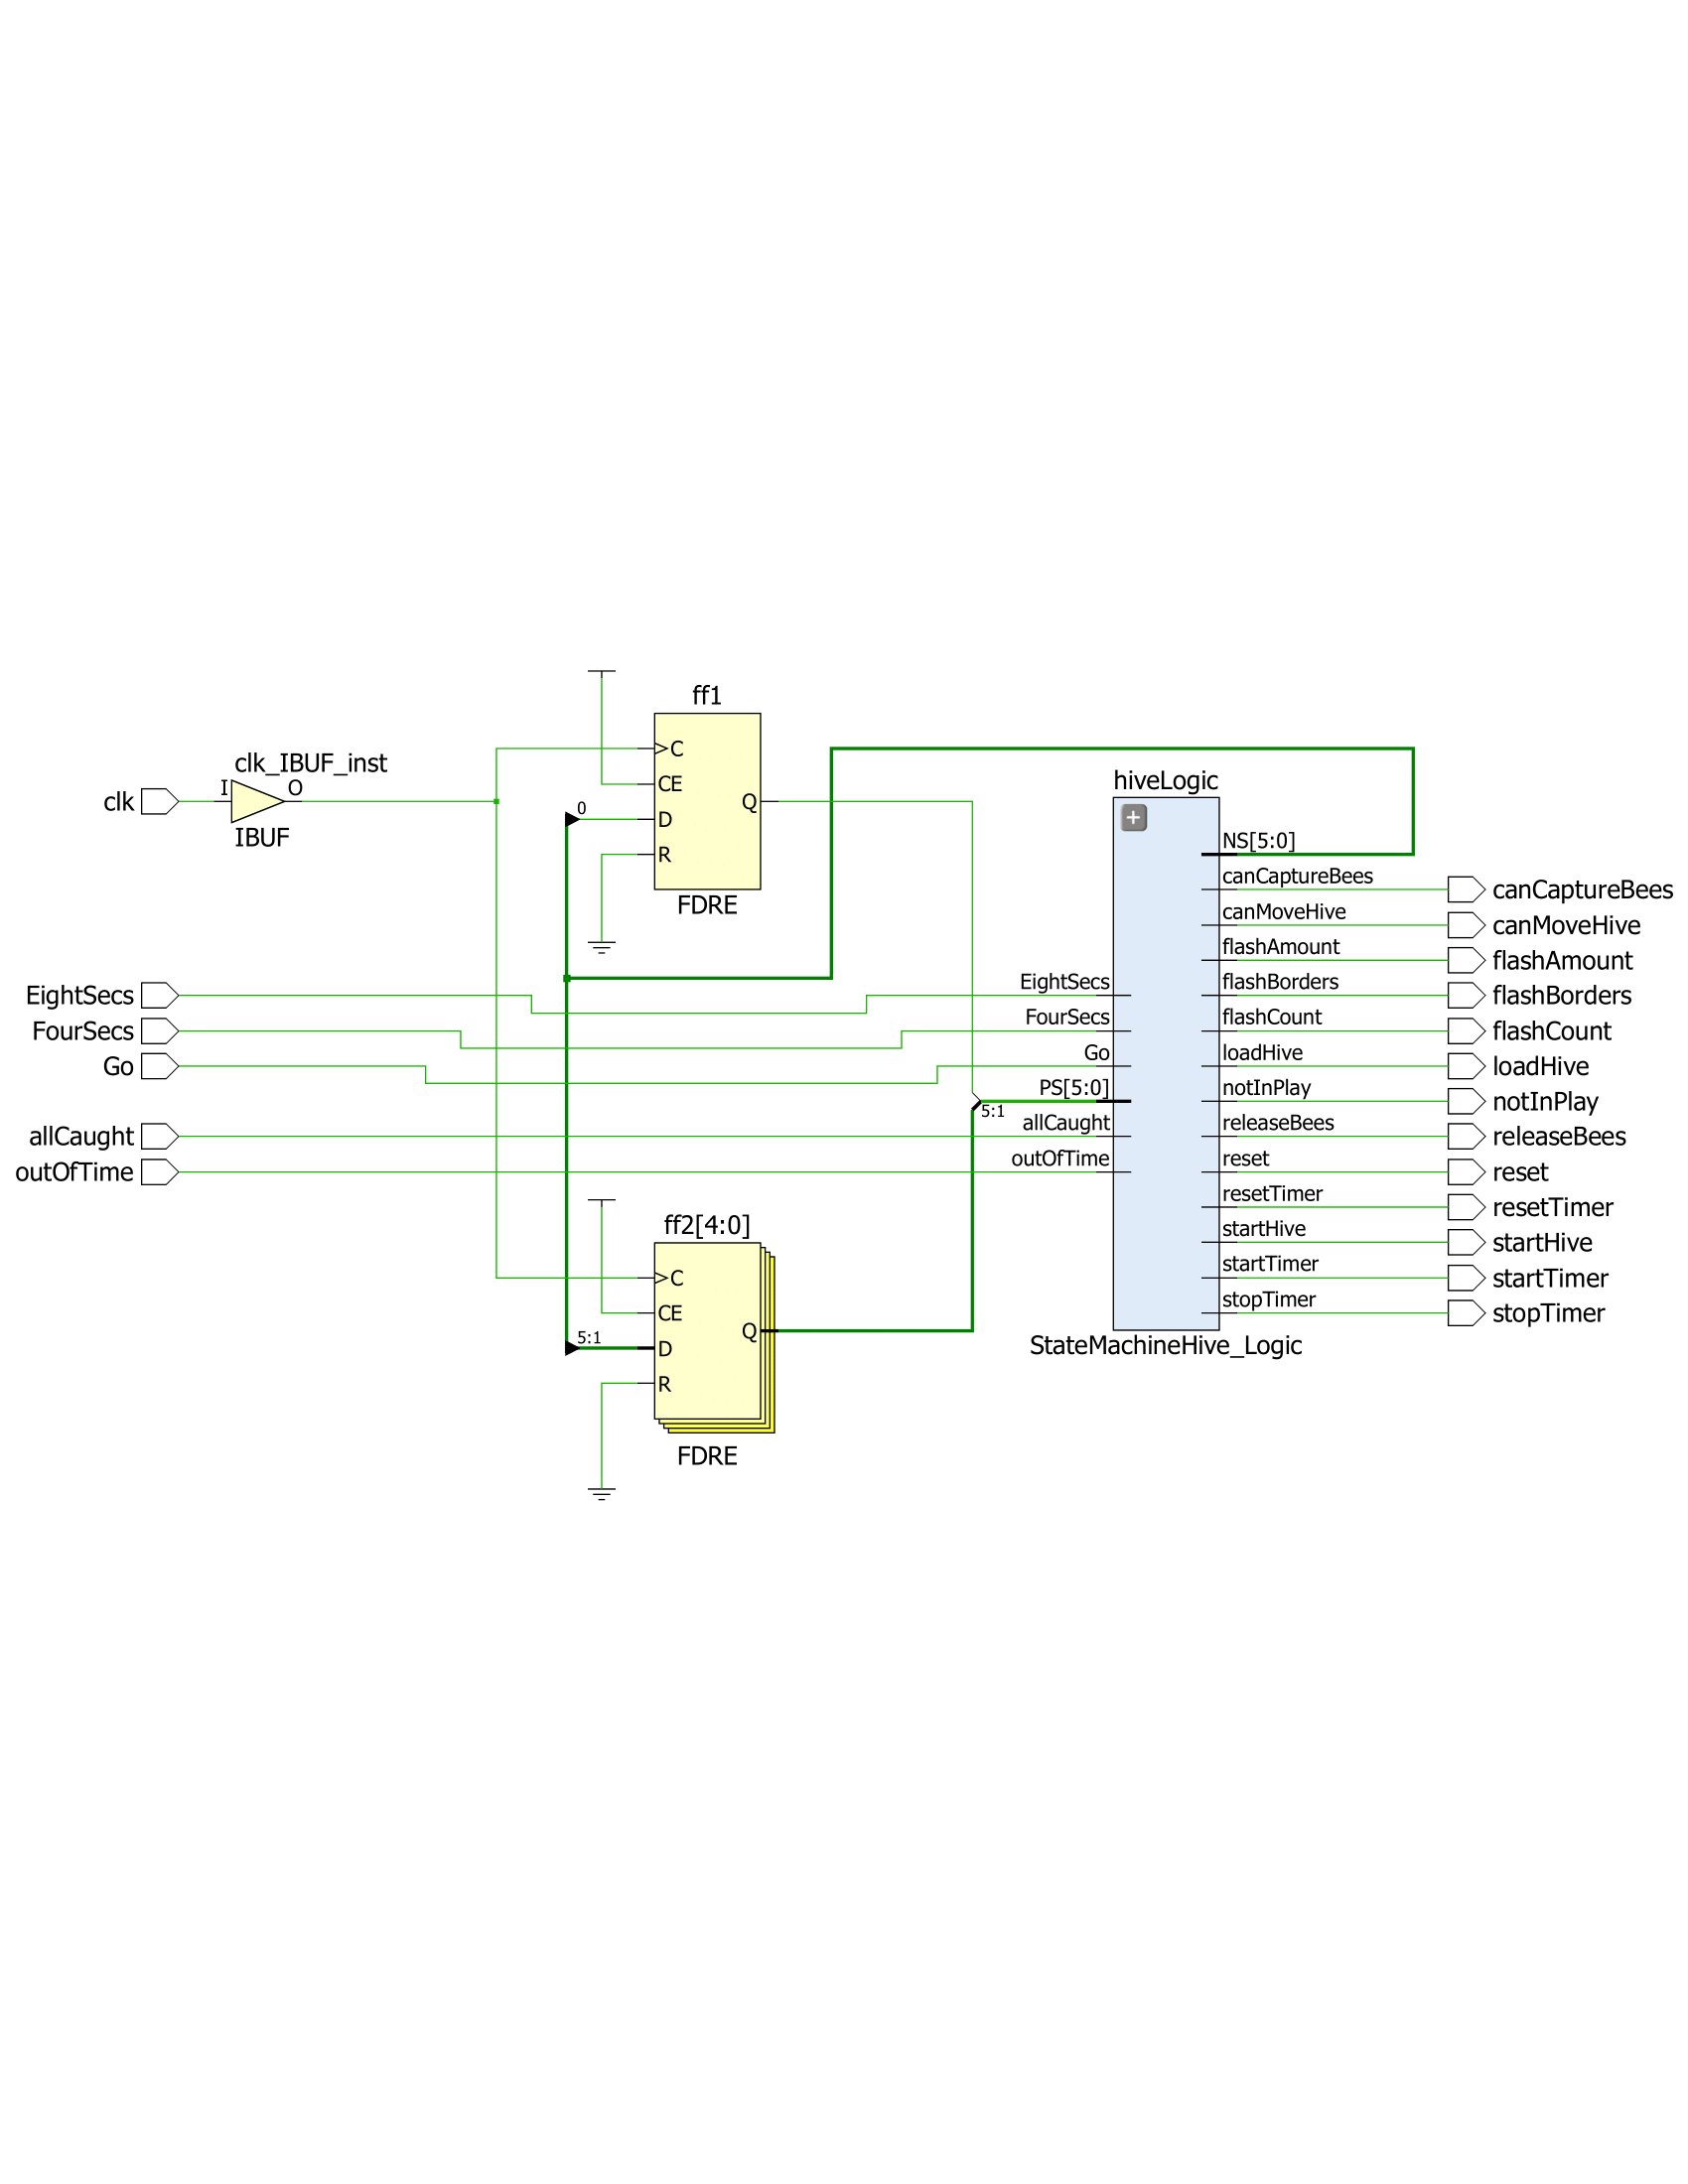 ff1
C
CE
D
R
Q
0
FDRE
clk
clk_IBUF_inst
I
O
IBUF
EightSecs
FourSecs
Go
allCaught
outOfTime
ff2[4:0]
C
CE
D
R
Q
5:1
FDRE
hiveLogic
EightSecs
FourSecs
Go
PS[5:0]
5:1
allCaught
outOfTime
NS[5:0]
canCaptureBees
canMoveHive
flashAmount
flashBorders
flashCount
loadHive
notInPlay
releaseBees
reset
resetTimer
startHive
startTimer
stopTimer
StateMachineHive_Logic
canCaptureBees
canMoveHive
flashAmount
flashBorders
flashCount
loadHive
notInPlay
releaseBees
reset
resetTimer
startHive
startTimer
stopTimer